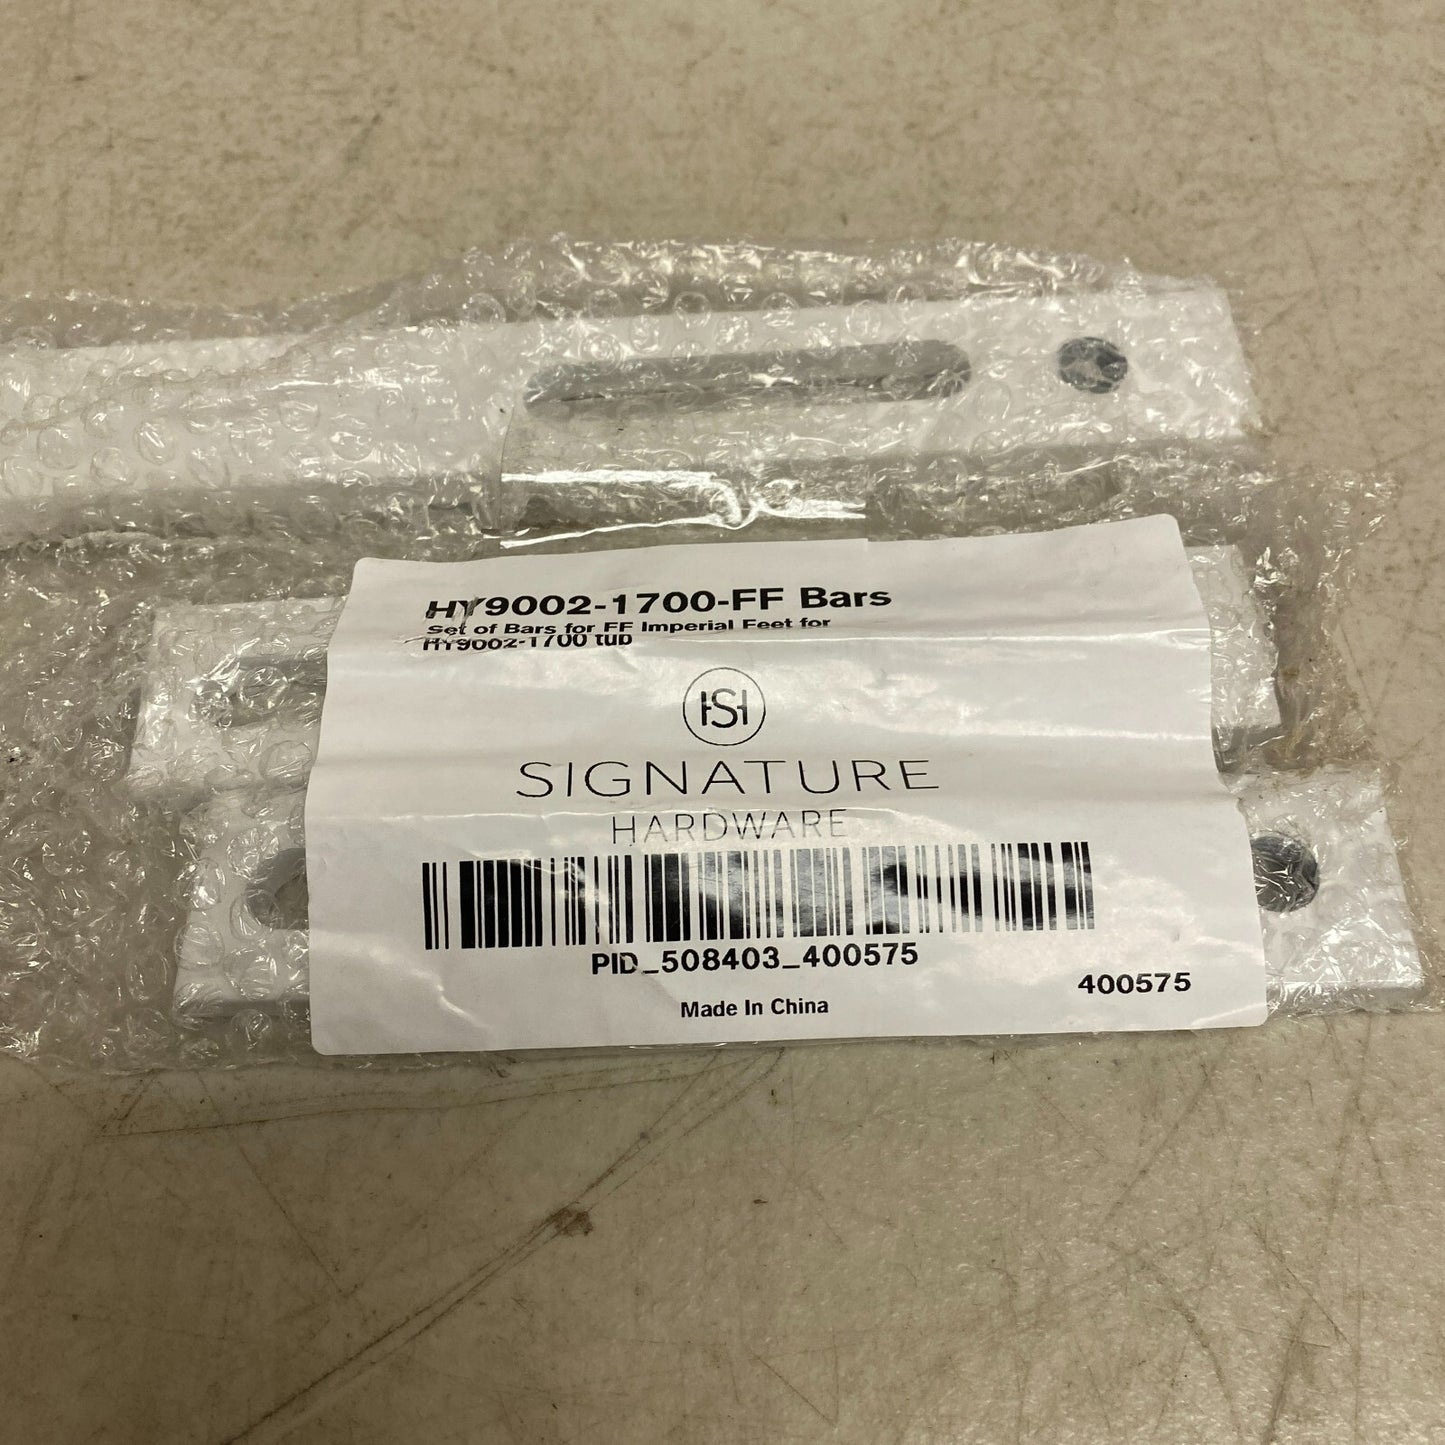 HY9002-1700-FF Bars
Set of Bars for FF Imperial Feet for
HY9002-1700 tub
HSH
SIGNATURE
HARDWARE
PID_508403_400575
400575
Made In China